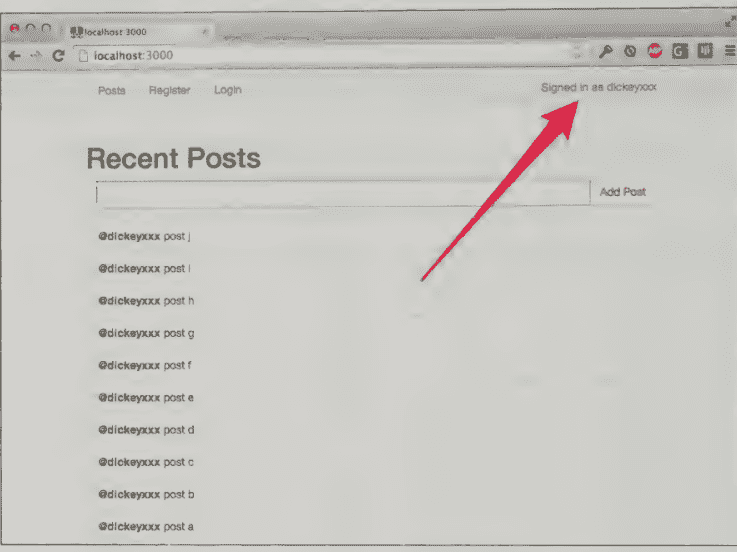 localhost 3000
localhost:3000
Posts Register Login Signed in as dickeyxxx
Recent Posts
Add Post
@dickeyxxx post j
@dickeyxxx post i
@dickeyxxx post h
@dickeyxxx post g
@dickeyxxx post f
@dickeyxxx post e
@dickeyxxx post d
@dickeyxxx post c
@dickeyxxx post b
@dickeyxxx post a